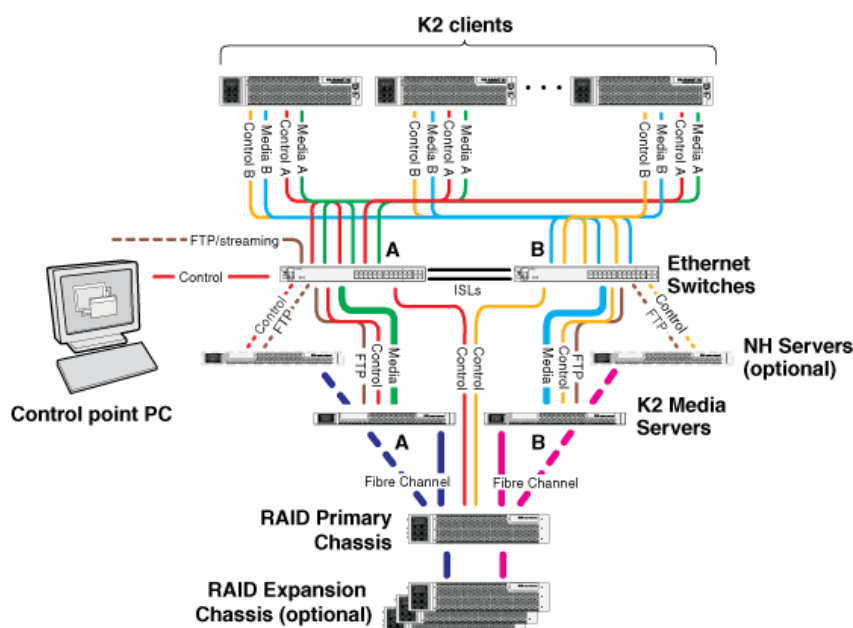 K2 clients
Control B
Media B
Control A
Media A
Control B
Media B
Control A
Media A
Control B
Media B
Control A
Media A
FTP/streaming
A
B
Control
ISLs
Ethernet
Switches
Control
FTP
FTP
Control
Media
Control
Control
Media
Control
FTP
FTP
Control
NH Servers
(optional)
Control point PC
K2 Media
Servers
A
B
Fibre Channel
Fibre Channel
RAID Primary
Chassis
RAID Expansion
Chassis (optional)